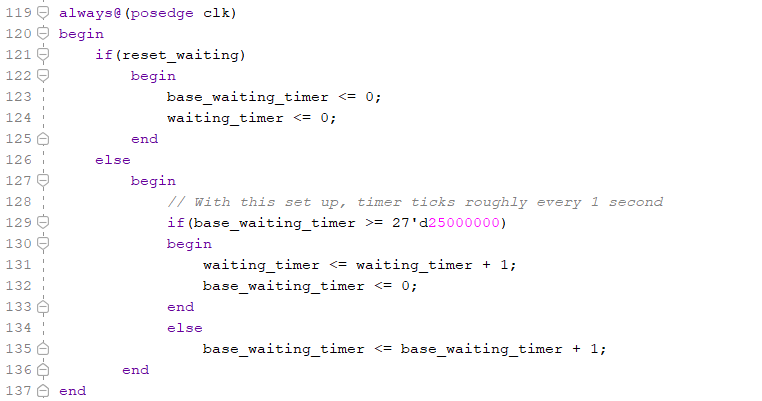 119 always@(posedge clk)
120 begin
121     if(reset_waiting)
122         begin
123             base_waiting_timer <= 0;
124             waiting_timer <= 0;
125         end
126     else
127         begin
128             // With this set up, timer ticks roughly every 1 second
129             if(base_waiting_timer >= 27'd25000000)
130             begin
131                 waiting_timer <= waiting_timer + 1;
132                 base_waiting_timer <= 0;
133             end
134             else
135                 base_waiting_timer <= base_waiting_timer + 1;
136        end
137 end